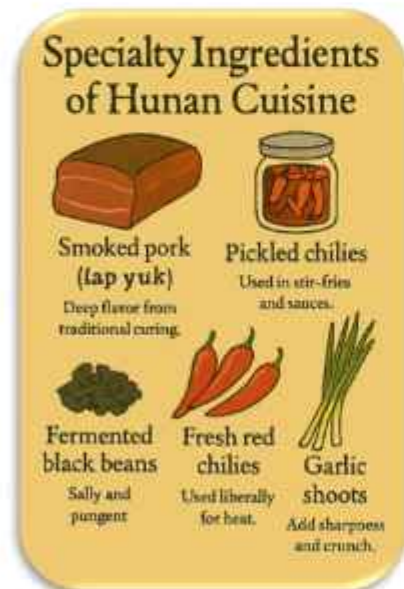 Specialty Ingredients
of Hunan Cuisine
Smoked pork
(lap yuk)
Deep flavor from
traditional curing.
Pickled chilies
Used in stir-fries
and sauces.
Fermented
black beans
Sally and
pungent
Fresh red
chilies
Used liberally
for heat.
Garlic
shoots
Add sharpness
and crunch.